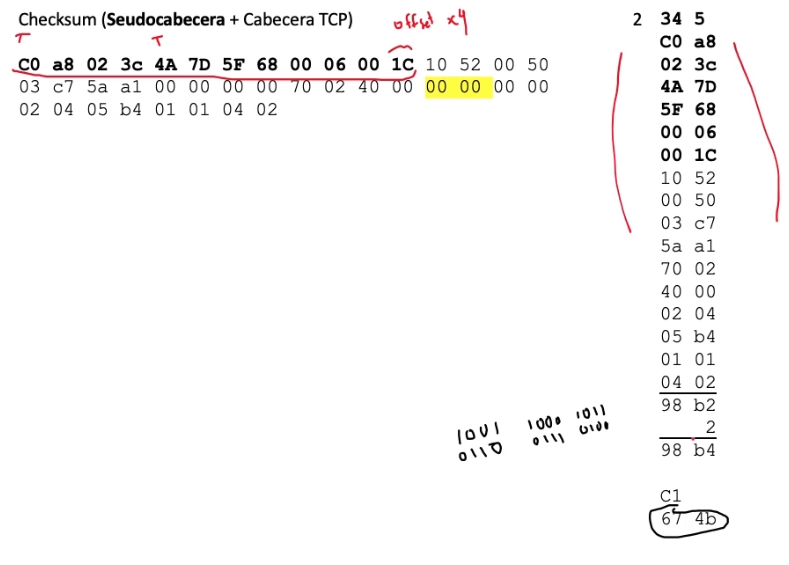 Checksum (Seudocabecera + Cabecera TCP)
offset x4
T
T
C0 a8 02 3c 4A 7D 5F 68 00 06 00 1C 10 52 00 50
03 c7 5a a1 00 00 00 00 70 02 40 00 00 00 00 00
02 04 05 b4 01 01 04 02
2 34 5
C0 a8
02 3c
4A 7D
5F 68
00 06
00 1C
10 52
00 50
03 c7
5a a1
70 02
40 00
02 04
05 b4
01 01
04 02
98 b2
2
98 b4
C1
67 4b
1001 1000 1011
0110 0111 0100